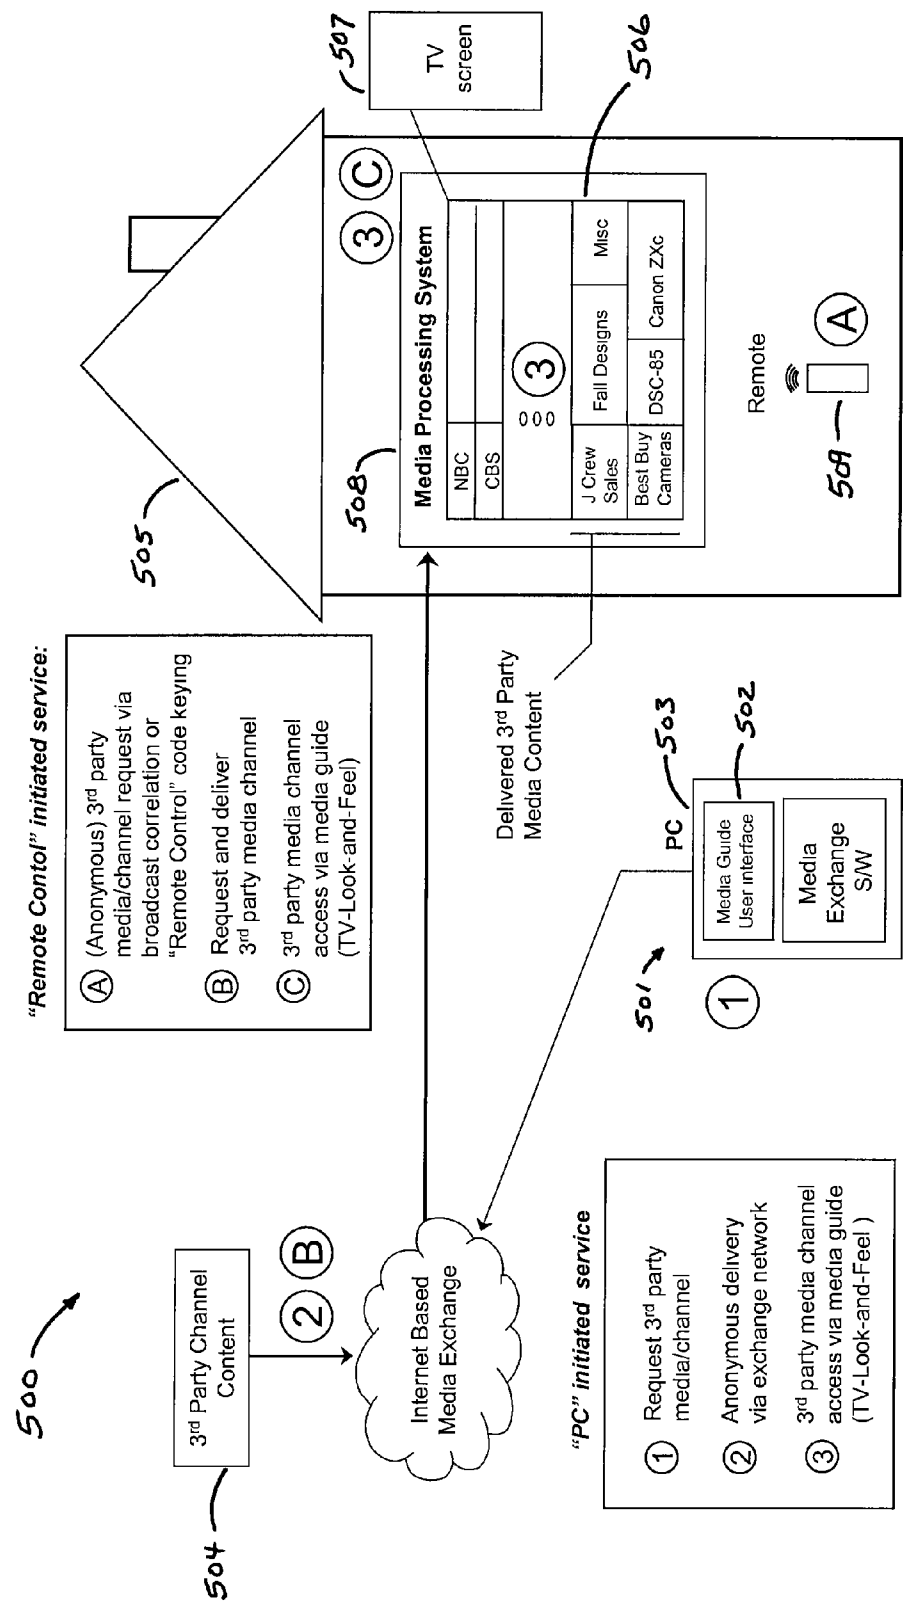 500
504
3rd Party Channel
Content
2
B
Internet Based
Media Exchange
"Remote Contol" initiated service:
A (Anonymous) 3rd party
media/channel request via
broadcast correlation or
"Remote Control" code keying
B Request and deliver
3rd party media channel
C 3rd party media channel
access via media guide
(TV-Look-and-Feel)
505
507
TV
screen
3
C
508
Media Processing System
NBC
CBS
000
3
506
J Crew
Sales
Fall Designs
Misc
Best Buy
Cameras
DSC-85
Canon ZXc
Delivered 3rd Party
Media Content
Remote
509
A
"PC" initiated service
1 Request 3rd party
media/channel
2 Anonymous delivery
via exchange network
3 3rd party media channel
access via media guide
(TV-Look-and-Feel )
501
1
PC
503
502
Media Guide
User interface
Media
Exchange
S/W